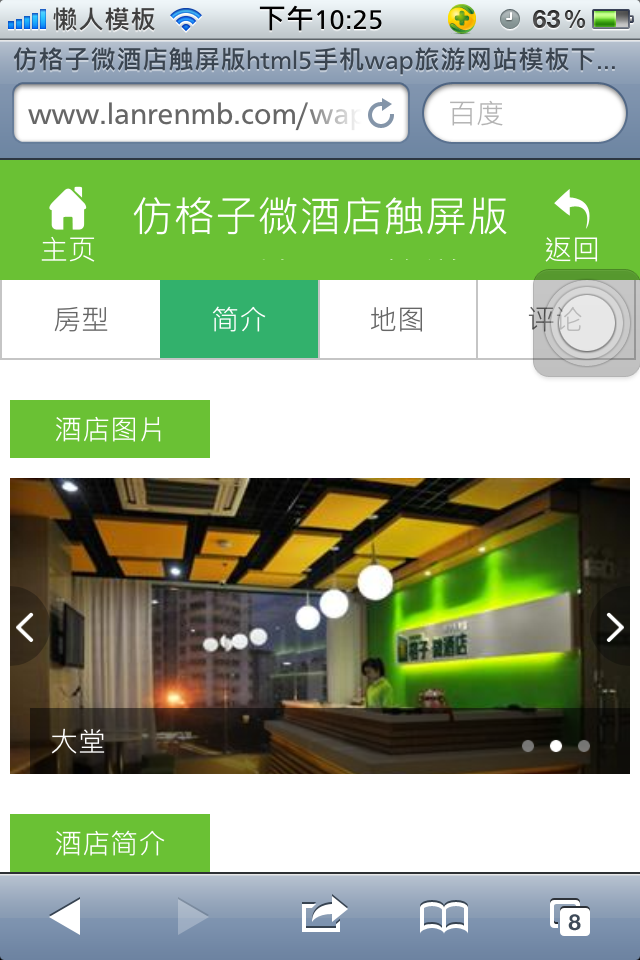 懒人模板 下午10:25 63%
仿格子微酒店触屏版html5手机wap旅游网站模板下...
www.lanrenmb.com/wap 百度
仿格子微酒店触屏版
主页 返回
房型 简介 地图 评论
酒店图片
格子·微酒店
大堂
酒店简介
8